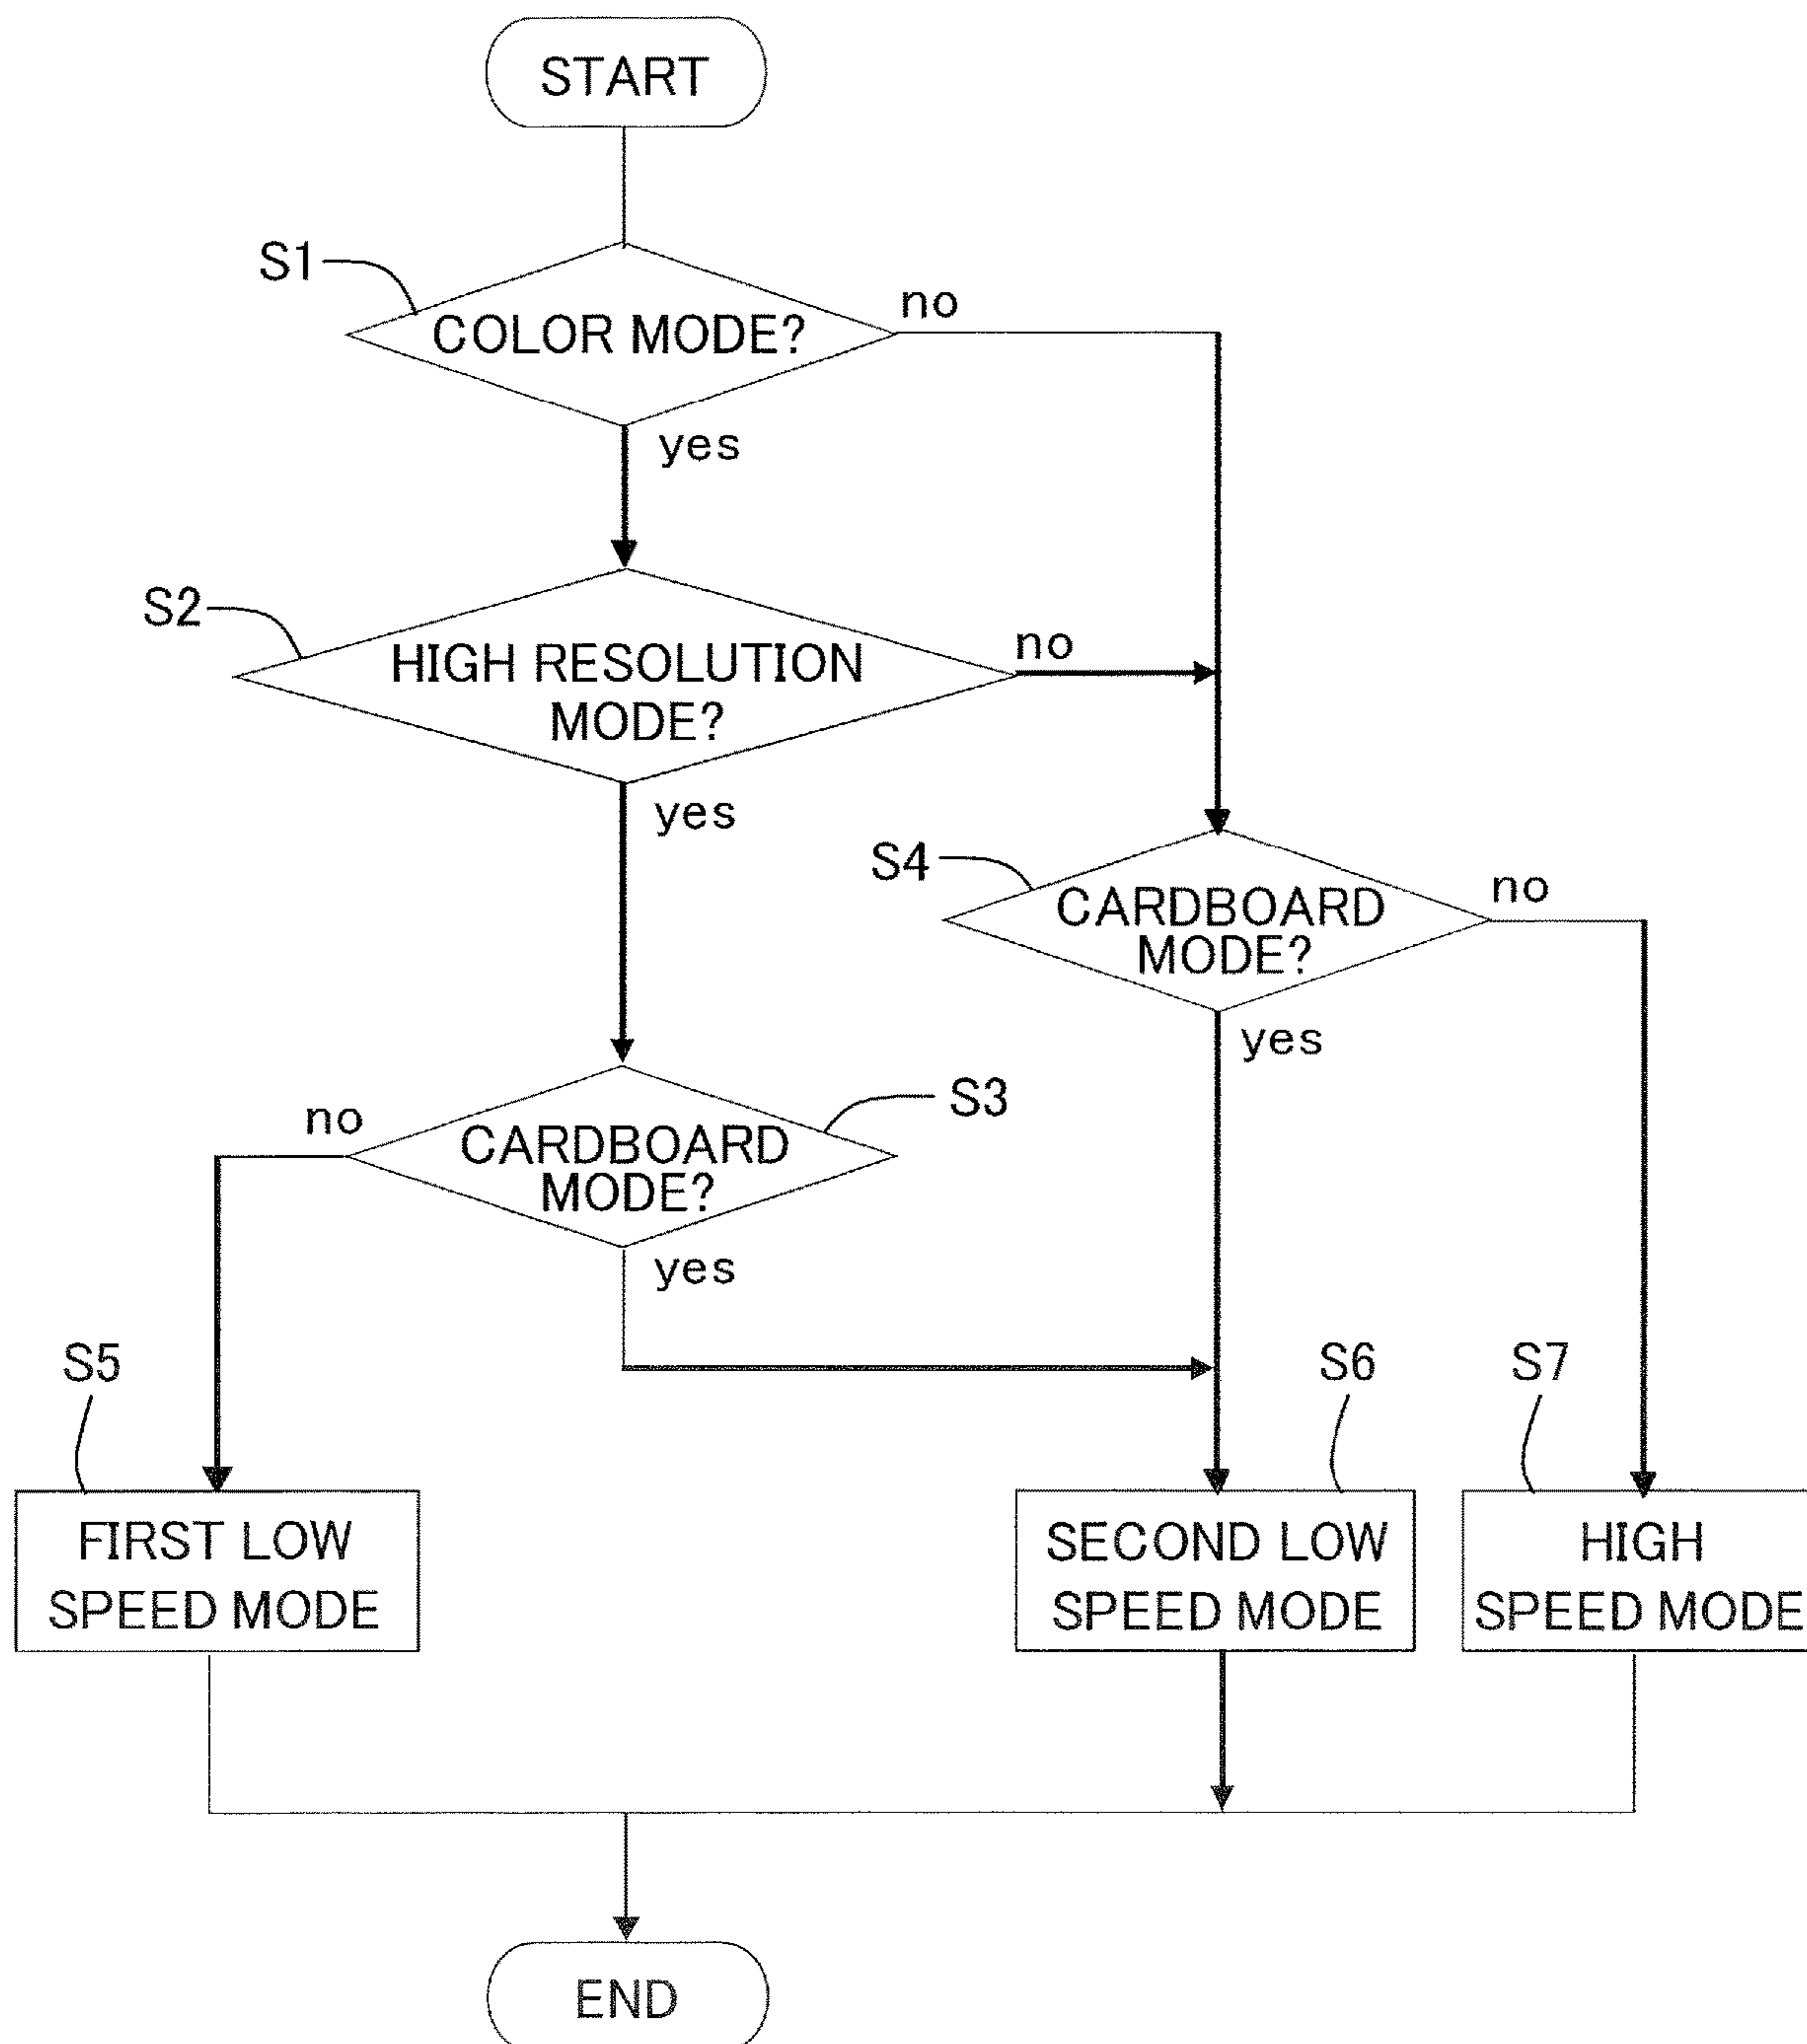 START
S1
COLOR MODE?
no
yes
S2
HIGH RESOLUTION
MODE?
no
yes
S4
CARDBOARD
MODE?
no
yes
S3
CARDBOARD
MODE?
no
yes
S5
FIRST LOW
SPEED MODE
S6
SECOND LOW
SPEED MODE
S7
HIGH
SPEED MODE
END